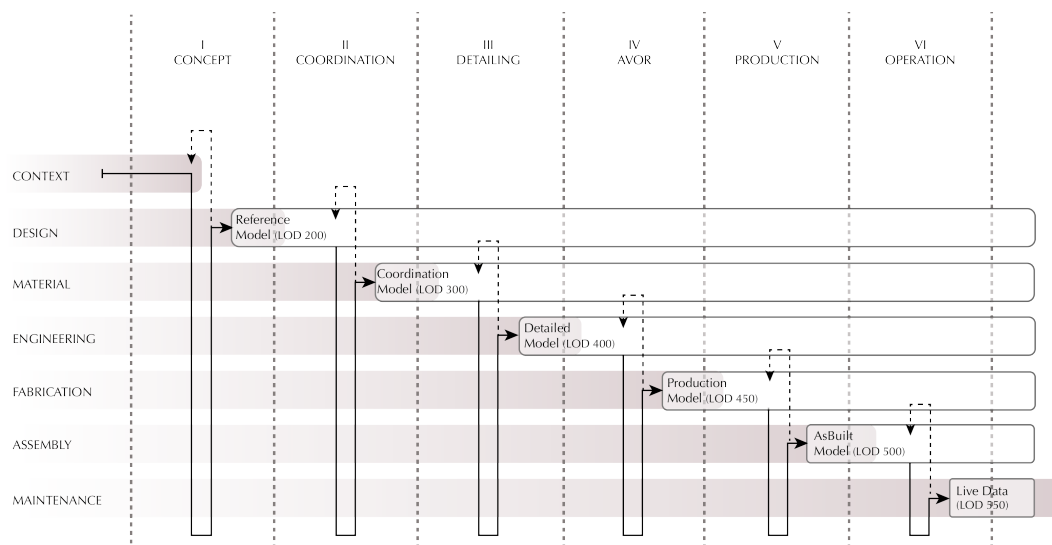 I
CONCEPT
II
COORDINATION
III
DETAILING
IV
AVOR
V
PRODUCTION
VI
OPERATION
CONTEXT
DESIGN
Reference
Model (LOD 200)
MATERIAL
Coordination
Model (LOD 300)
ENGINEERING
Detailed
Model (LOD 400)
FABRICATION
Production
Model (LOD 450)
ASSEMBLY
AsBuilt
Model (LOD 500)
MAINTENANCE
Live Data
(LOD 550)